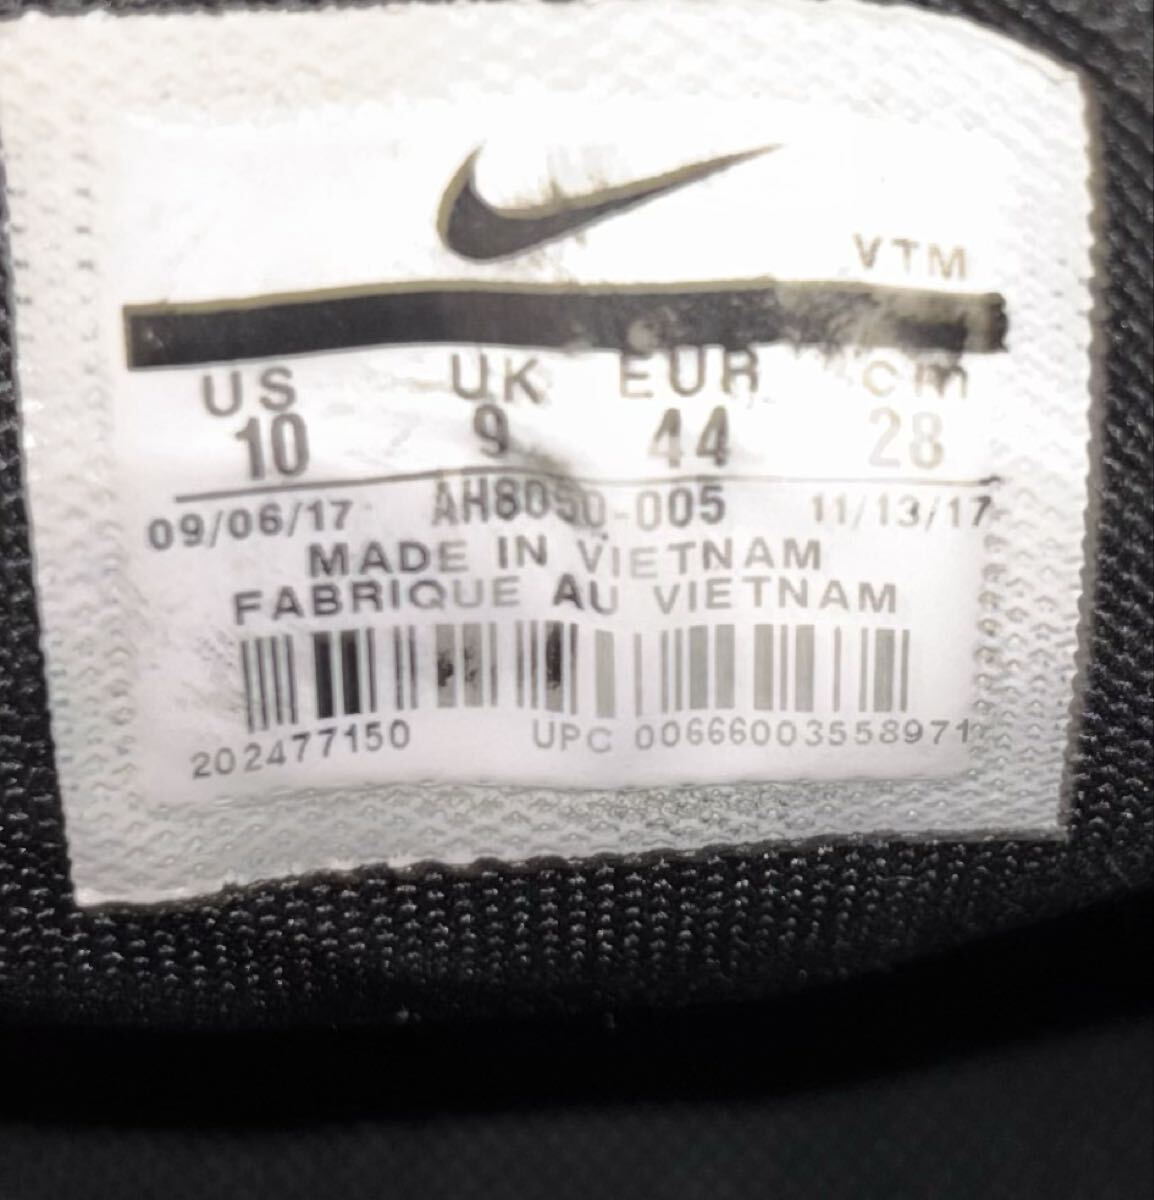 VTM
US UK EUR cm
10 9 44 28
09/06/17 AH8050-005 11/13/17
MADE IN VIETNAM
FABRIQUE AU VIETNAM
202477150 UPC 00666003558971